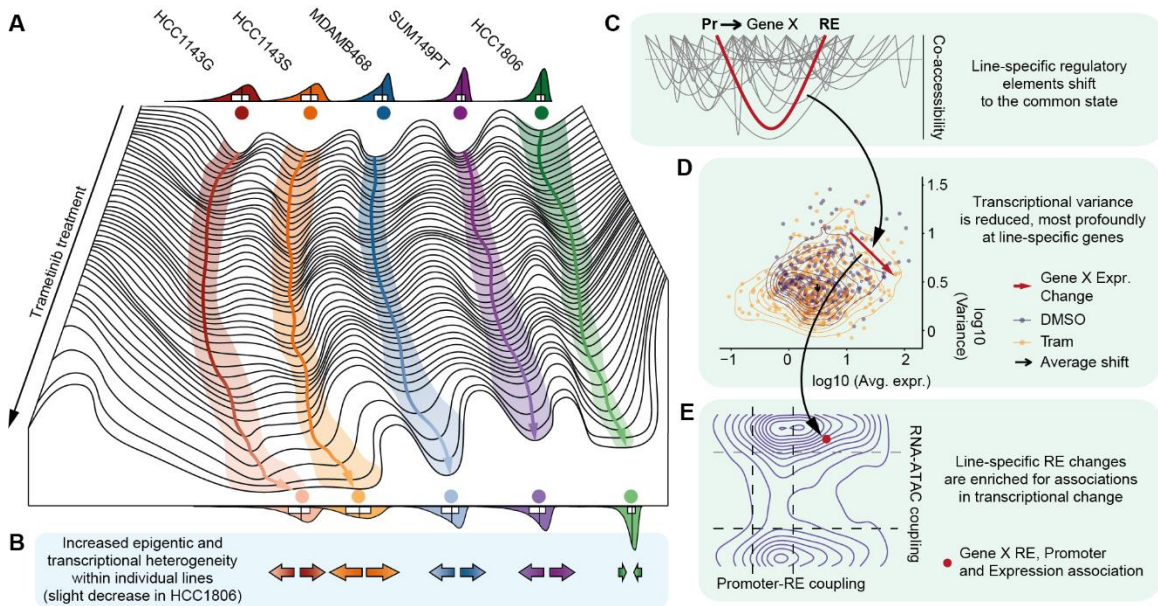 A
HCC1143G
HCC1143S
MDAMB468
SUM149PT
HCC1806
Trametinib treatment
B
Increased epigentic and
transcriptional heterogeneity
within individual lines
(slight decrease in HCC1806)
C
Pr → Gene X RE
Co-accessibility
Line-specific regulatory
elements shift
to the common state
D
1.5
1
0.5
0
log10
(Variance)
−1 0 1 2
log10 (Avg. expr.)
Transcriptional variance
is reduced, most profoundly
at line-specific genes
Gene X Expr.
Change
DMSO
Tram
Average shift
E
RNA-ATAC coupling
Promoter-RE coupling
Line-specific RE changes
are enriched for associations
in transcriptional change
Gene X RE, Promoter
and Expression association